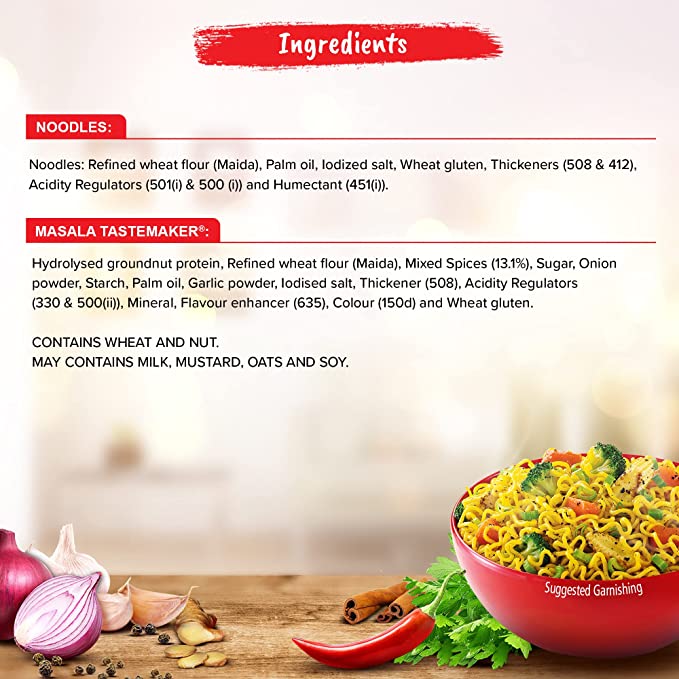 Ingredients
NOODLES:
Noodles: Refined wheat flour (Maida), Palm oil, Iodized salt, Wheat gluten, Thickeners (508 & 412),
Acidity Regulators (501(i) & 500 (i)) and Humectant (451(i)).
MASALA TASTEMAKER®:
Hydrolysed groundnut protein, Refined wheat flour (Maida), Mixed Spices (13.1%), Sugar, Onion
powder, Starch, Palm oil, Garlic powder, Iodised salt, Thickener (508), Acidity Regulators
(330 & 500(ii)), Mineral, Flavour enhancer (635), Colour (150d) and Wheat gluten.
CONTAINS WHEAT AND NUT.
MAY CONTAINS MILK, MUSTARD, OATS AND SOY.
Suggested Garnishing